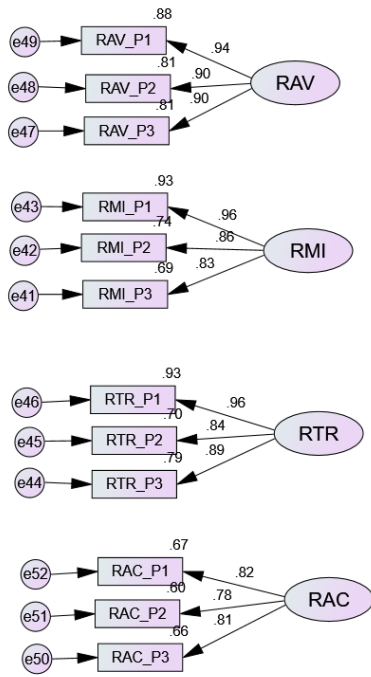 .88
e49 RAV_P1 .94
.81
e48 RAV_P2 .90 RAV
.81 .90
e47 RAV_P3
.93
e43 RMI_P1 .96
.74
e42 RMI_P2 .86 RMI
.69 .83
e41 RMI_P3
.93
e46 RTR_P1 .96
.70
e45 RTR_P2 .84 RTR
.79 .89
e44 RTR_P3
.67
e52 RAC_P1 .82
.60
e51 RAC_P2 .78 RAC
.66 .81
e50 RAC_P3